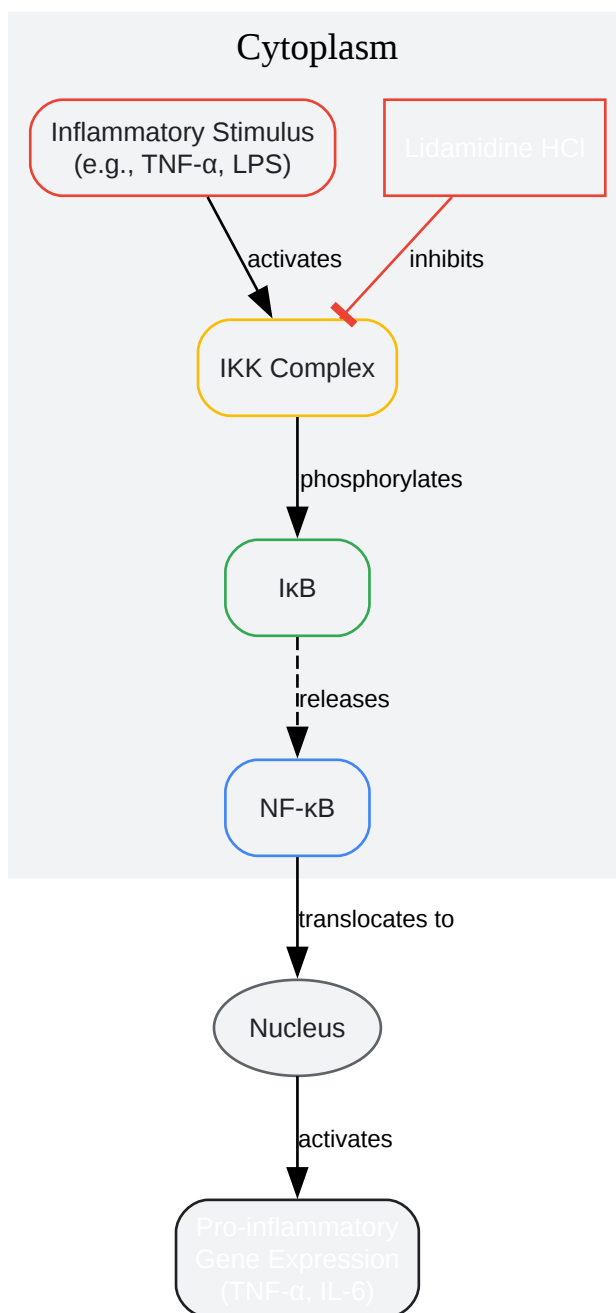 Cytoplasm
Inflammatory Stimulus
(e.g., TNF-α, LPS)
Lidamidine HCl
activates
inhibits
IKK Complex
phosphorylates
IκB
releases
NF-κB
translocates to
Nucleus
activates
Pro-inflammatory
Gene Expression
(TNF-α, IL-6)